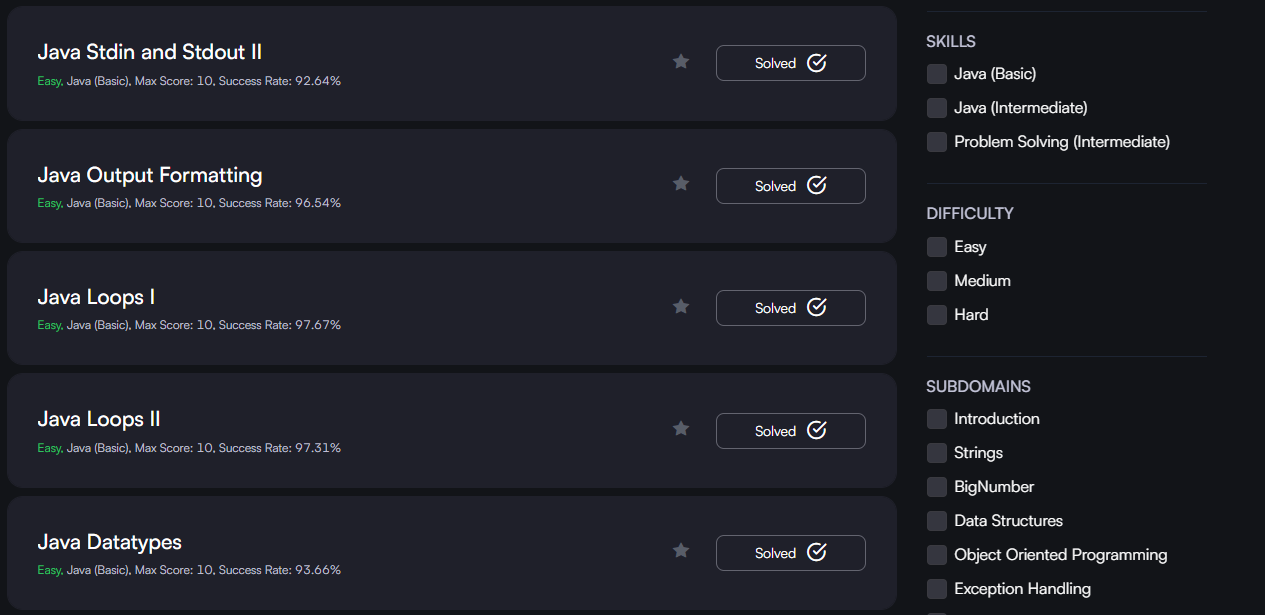 Java Stdin and Stdout II
Easy, Java (Basic), Max Score: 10, Success Rate: 92.64%
Solved
Java Output Formatting
Easy, Java (Basic), Max Score: 10, Success Rate: 96.54%
Solved
Java Loops I
Easy, Java (Basic), Max Score: 10, Success Rate: 97.67%
Solved
Java Loops II
Easy, Java (Basic), Max Score: 10, Success Rate: 97.31%
Solved
Java Datatypes
Easy, Java (Basic), Max Score: 10, Success Rate: 93.66%
Solved
SKILLS
Java (Basic)
Java (Intermediate)
Problem Solving (Intermediate)
DIFFICULTY
Easy
Medium
Hard
SUBDOMAINS
Introduction
Strings
BigNumber
Data Structures
Object Oriented Programming
Exception Handling